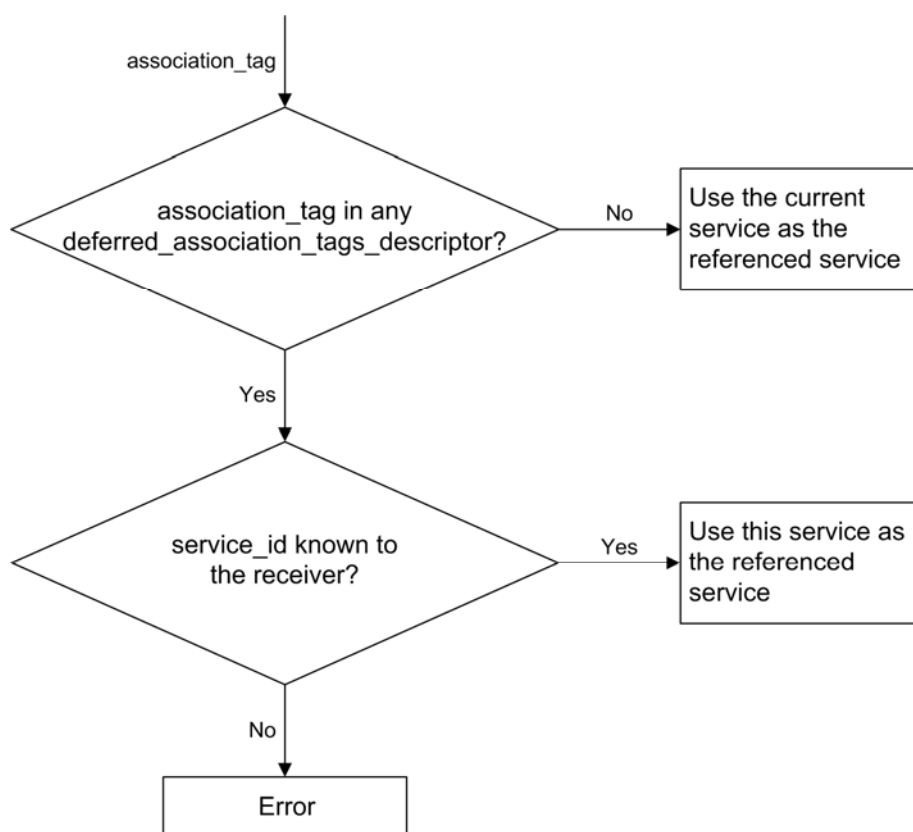 association_tag
association_tag in any
deferred_association_tags_descriptor?
No
Use the current
service as the
referenced service
Yes
service_id known to
the receiver?
Yes
Use this service as
the referenced
service
No
Error